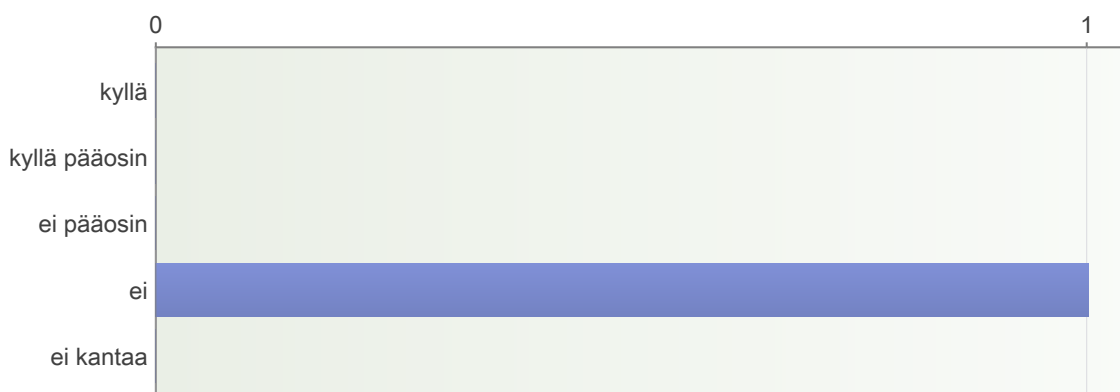 0 1
kyllä
kyllä pääosin
ei pääosin
ei
ei kantaa